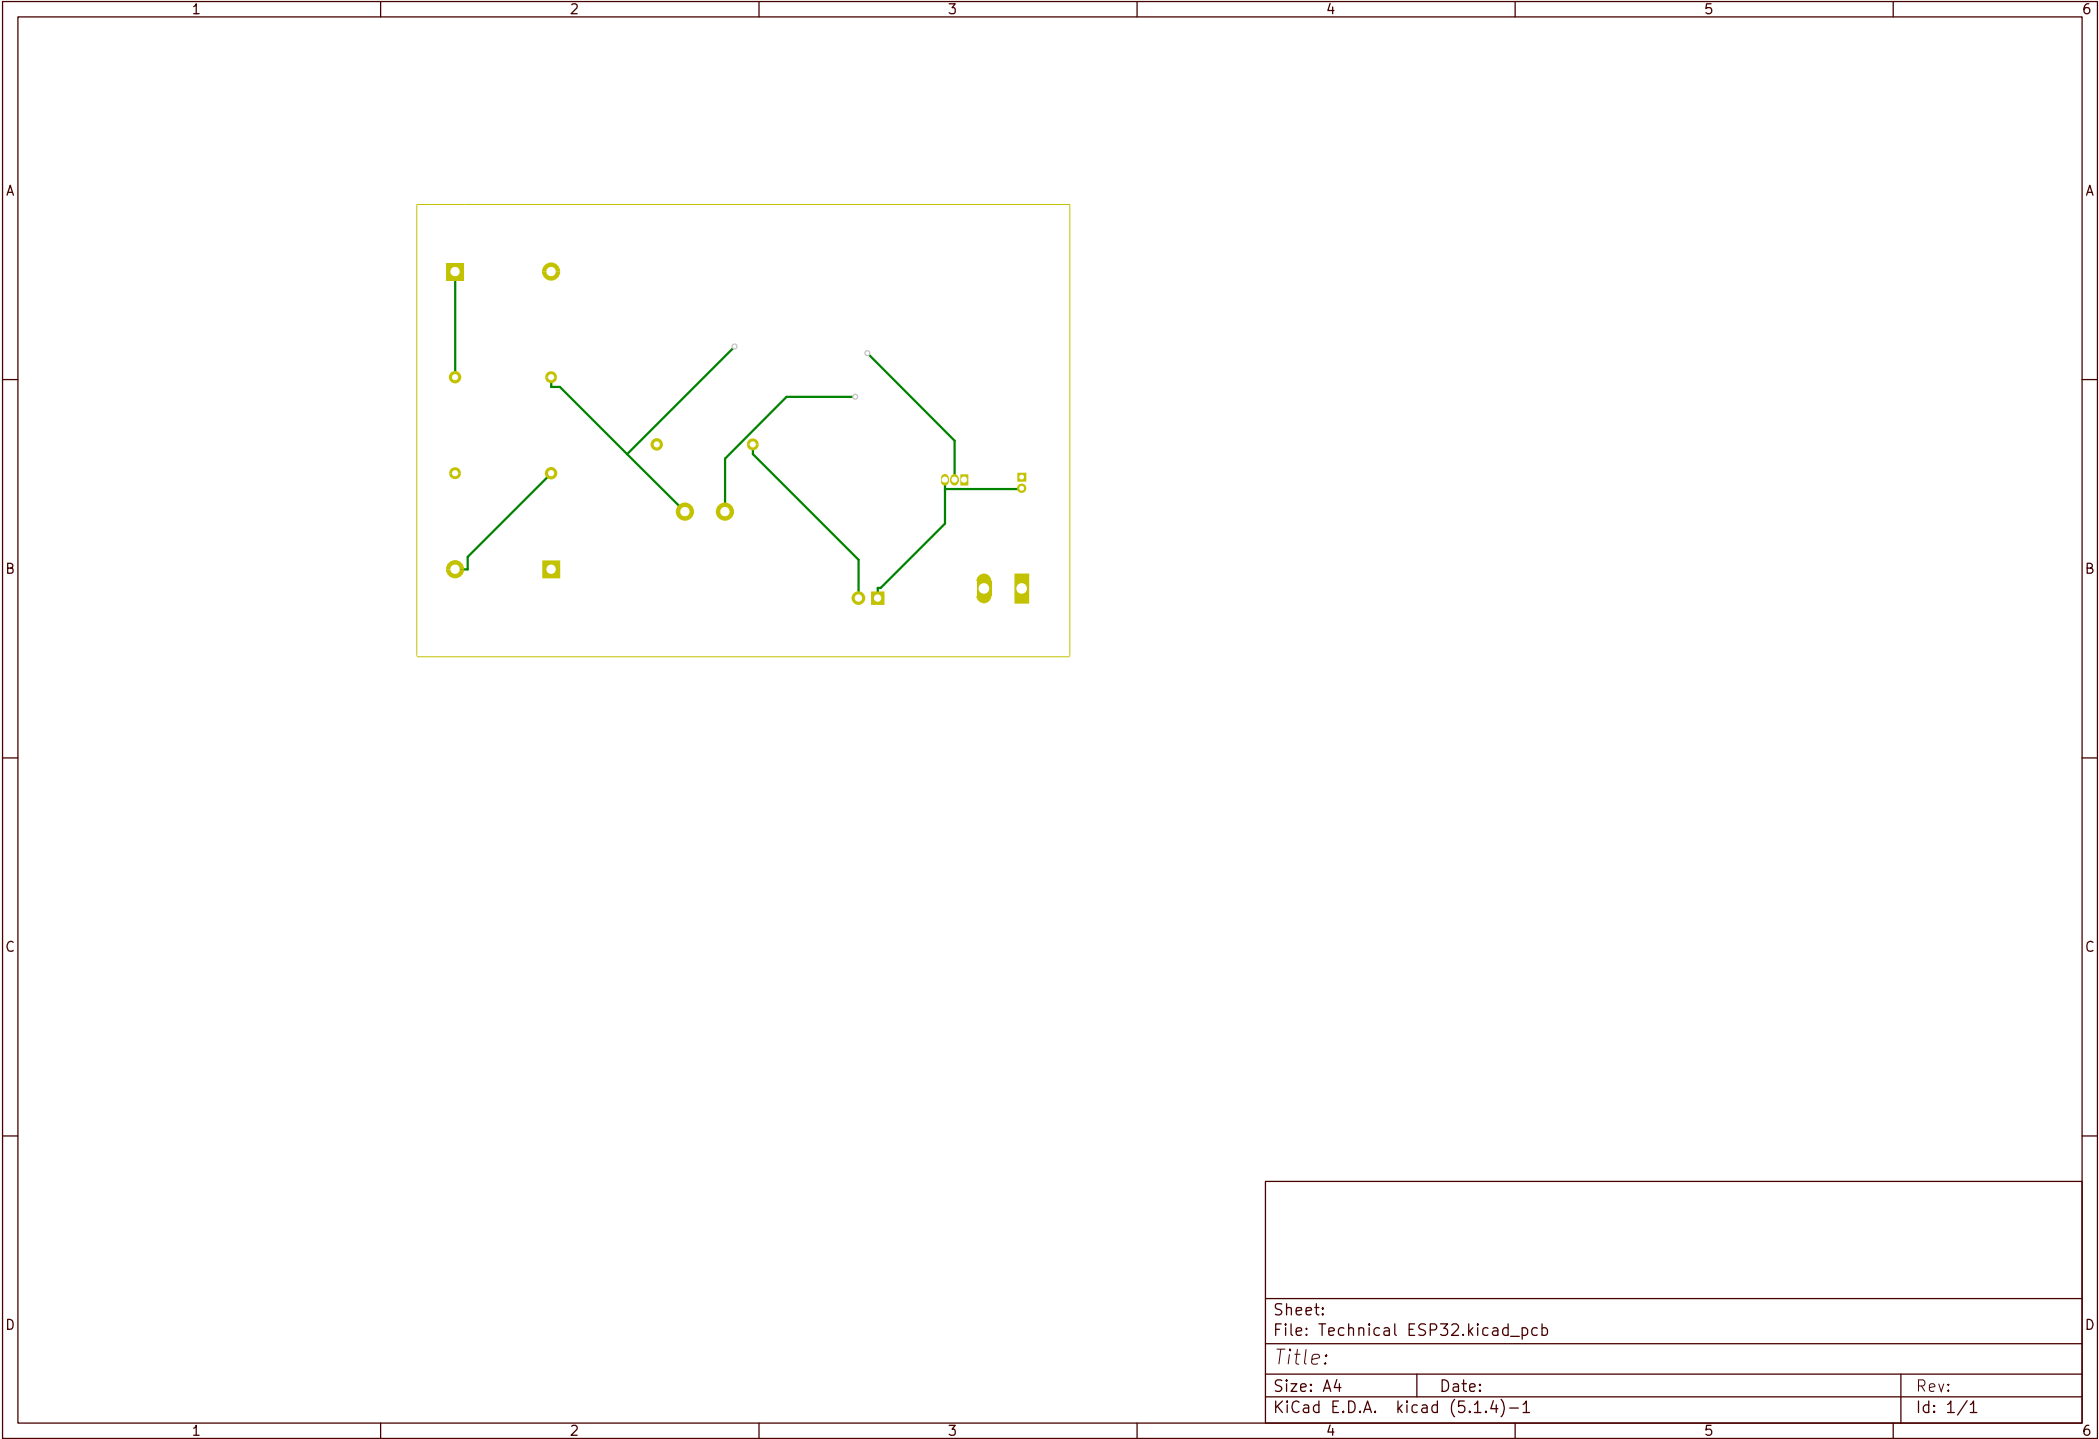 1 2 3 4 5 6
A A
B B
C C
Sheet:
File: Technical ESP32.kicad_pcb
D D
Title:
Size: A4 Date: Rev:
KiCad E.D.A. kicad (5.1.4)-1 Id: 1/1
1 2 3 4 5 6